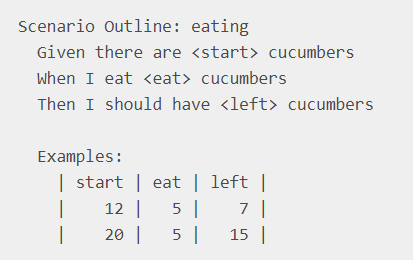 Scenario Outline: eating
  Given there are <start> cucumbers
  When I eat <eat> cucumbers
  Then I should have <left> cucumbers

  Examples:
    | start | eat | left |
    |    12 |   5 |    7 |
    |    20 |   5 |   15 |